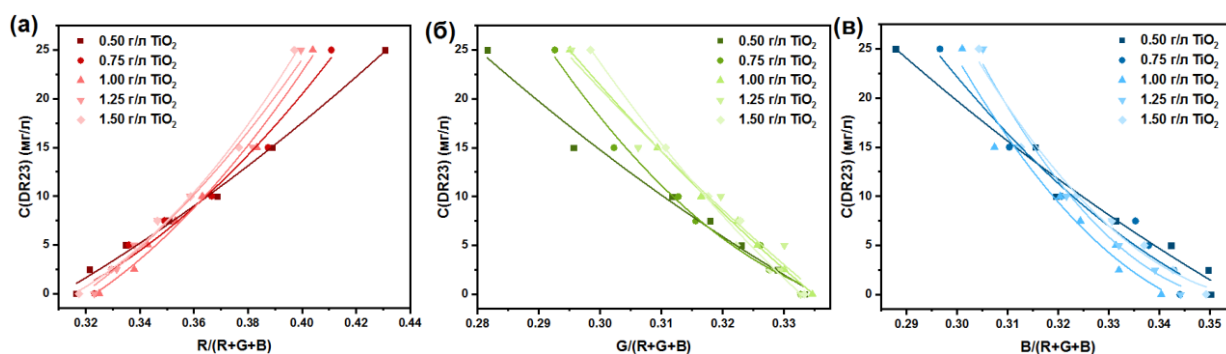 (а)
0.50 г/л TiO₂
0.75 г/л TiO₂
1.00 г/л TiO₂
1.25 г/л TiO₂
1.50 г/л TiO₂
C(DR23) (мг/л)
25
20
15
10
5
0
0.32 0.34 0.36 0.38 0.40 0.42 0.44
R/(R+G+B)
(б)
0.50 г/л TiO₂
0.75 г/л TiO₂
1.00 г/л TiO₂
1.25 г/л TiO₂
1.50 г/л TiO₂
C(DR23) (мг/л)
25
20
15
10
5
0
0.28 0.29 0.30 0.31 0.32 0.33
G/(R+G+B)
(в)
0.50 г/л TiO₂
0.75 г/л TiO₂
1.00 г/л TiO₂
1.25 г/л TiO₂
1.50 г/л TiO₂
C(DR23) (мг/л)
25
20
15
10
5
0
0.29 0.30 0.31 0.32 0.33 0.34 0.35
B/(R+G+B)